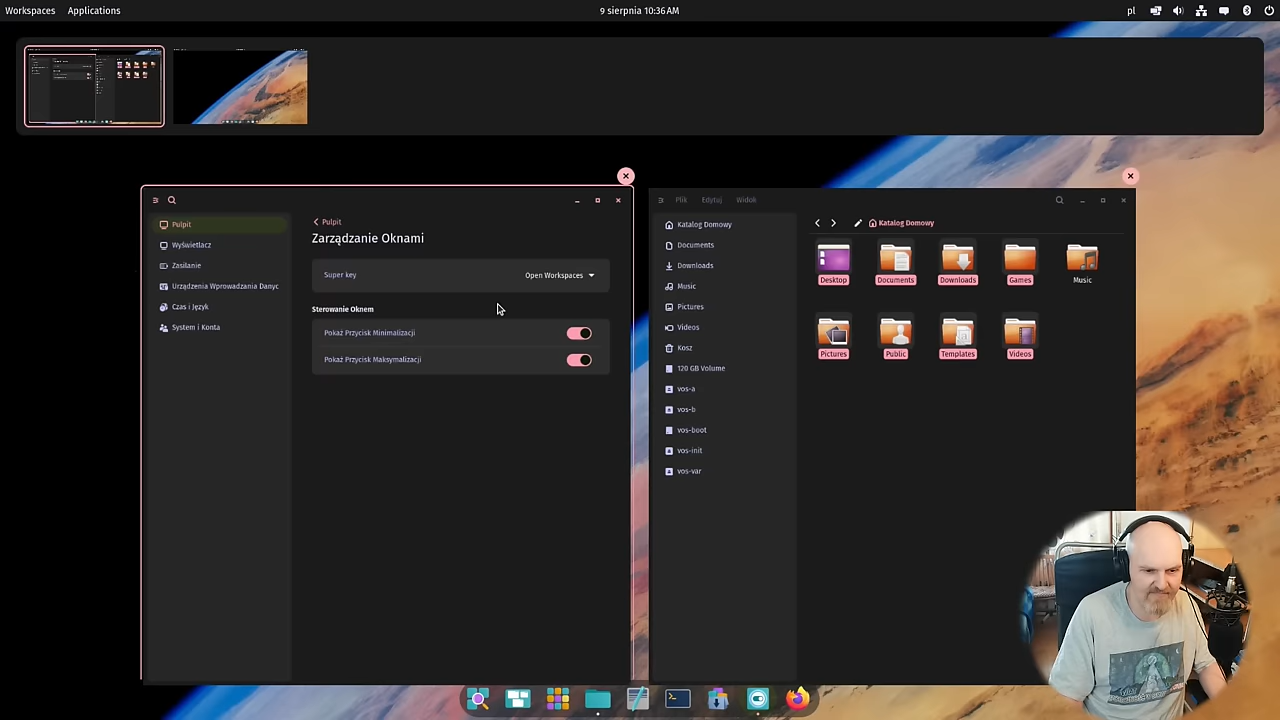 Workspaces Applications 9 sierpnia 10:36 AM pl
Pulpit
Wyświetlacz
Zasilanie
Urządzenia Wprowadzania Danyc
Czas i Język
System i Konta
Pulpit
Zarządzanie Oknami
Super key Open Workspaces
Sterowanie Oknem
Pokaż Przycisk Minimalizacji
Pokaż Przycisk Maksymalizacji
Plik Edytuj Widok
Katalog Domowy
Documents
Downloads
Music
Pictures
Videos
Kosz
120 GB Volume
vos-a
vos-b
vos-boot
vos-init
vos-var
Katalog Domowy
Desktop Documents Downloads Games Music
Pictures Public Templates Videos